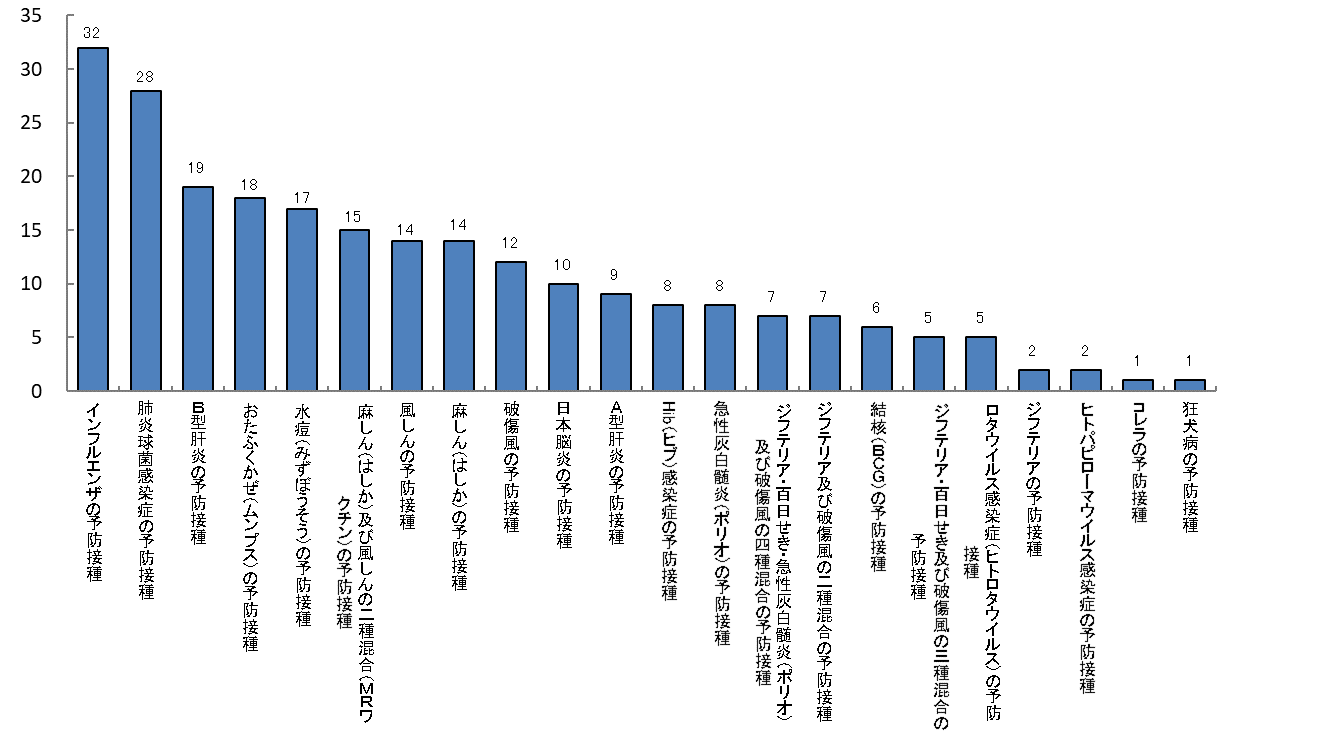 35
30
25
20
15
10
5
0
32
28
19
18
17
15
14
14
12
10
9
8
8
7
7
6
5
5
2
2
1
1
インフルエンザの予防接種
肺炎球菌感染症の予防接種
B型肝炎の予防接種
おたふくかぜ(ムンプス)の予防接種
水痘(みずぼうそう)の予防接種
麻しん(はしか)及び風しんの二種混合(MRワ
クチン)の予防接種
風しんの予防接種
麻しん(はしか)の予防接種
破傷風の予防接種
日本脳炎の予防接種
A型肝炎の予防接種
Hib(ヒブ)感染症の予防接種
急性灰白髄炎(ポリオ)の予防接種
ジフテリア・百日せき・急性灰白髄炎(ポリオ)
及び破傷風の四種混合の予防接種
ジフテリア及び破傷風の二種混合の予防接種
結核(BCG)の予防接種
ジフテリア・百日せき及び破傷風の三種混合の
予防接種
ロタウイルス感染症(ヒトロタウイルス)の予防
接種
ジフテリアの予防接種
ヒトパピローマウイルス感染症の予防接種
コレラの予防接種
狂犬病の予防接種